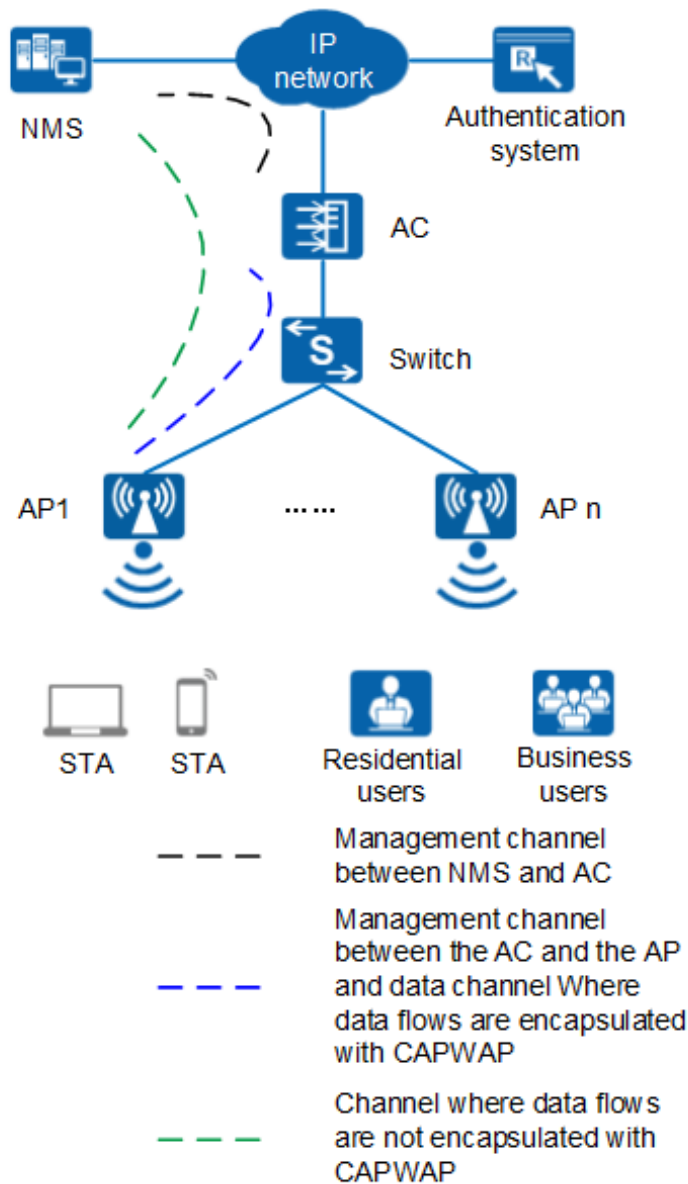 IP
network
NMS
R
Authentication
system
AC
S
Switch
AP1
... ...
AP n
STA
STA
Residential
users
Business
users
Management channel
between NMS and AC
Management channel
between the AC and the AP
and data channel Where
data flows are encapsulated
with CAPWAP
Channel where data flows
are not encapsulated with
CAPWAP